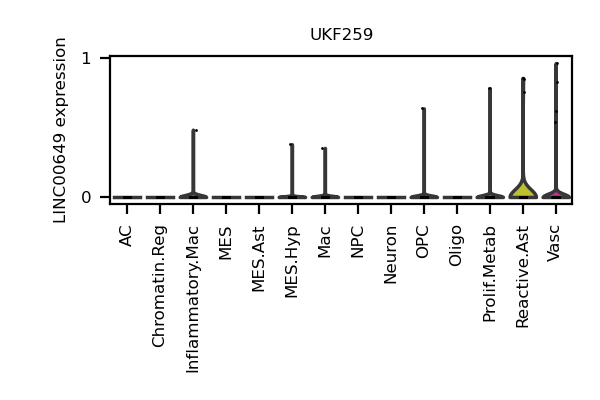 UKF259
LINC00649 expression
1
0
AC
Chromatin.Reg
Inflammatory.Mac
MES
MES.Ast
MES.Hyp
Mac
NPC
Neuron
OPC
Oligo
Prolif.Metab
Reactive.Ast
Vasc